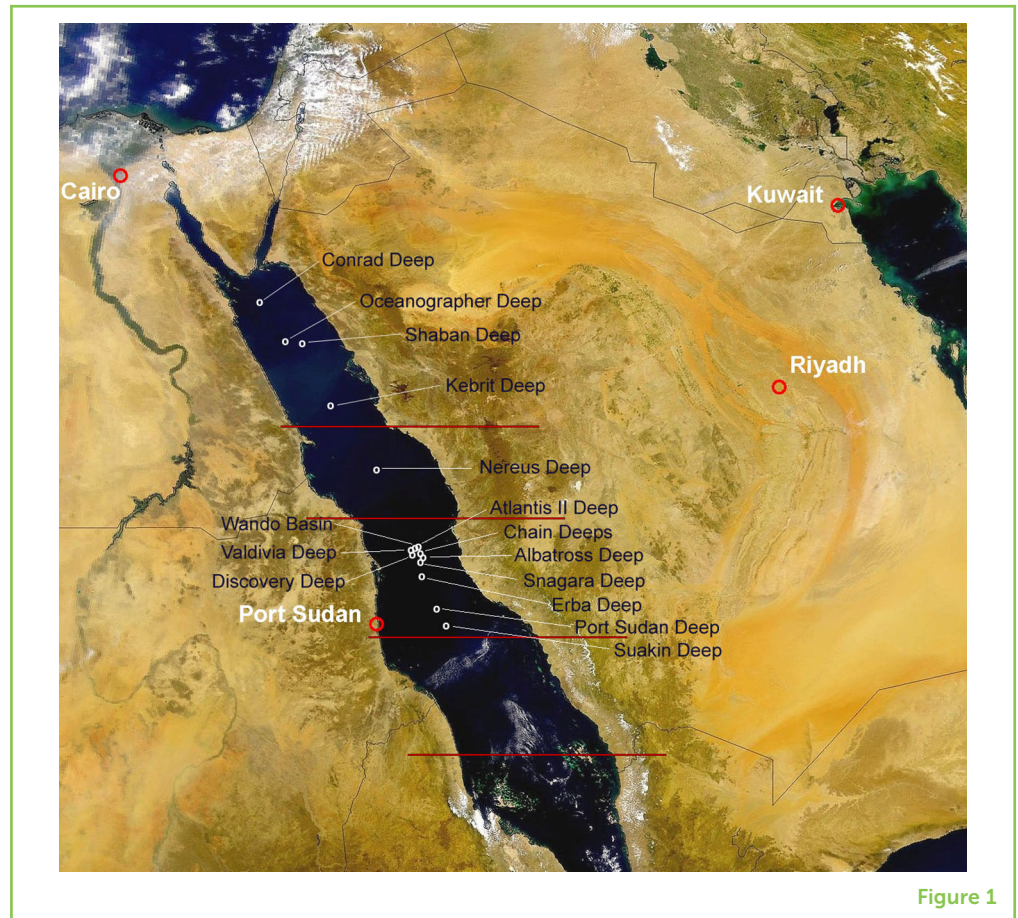 Cairo
Kuwait
Conrad Deep
Oceanographer Deep
Shaban Deep
Riyadh
Kebrit Deep
Nereus Deep
Atlantis II Deep
Wando Basin
Chain Deeps
Valdivia Deep
Albatross Deep
Discovery Deep
Snagara Deep
Erba Deep
Port Sudan
Port Sudan Deep
Suakin Deep
Figure 1